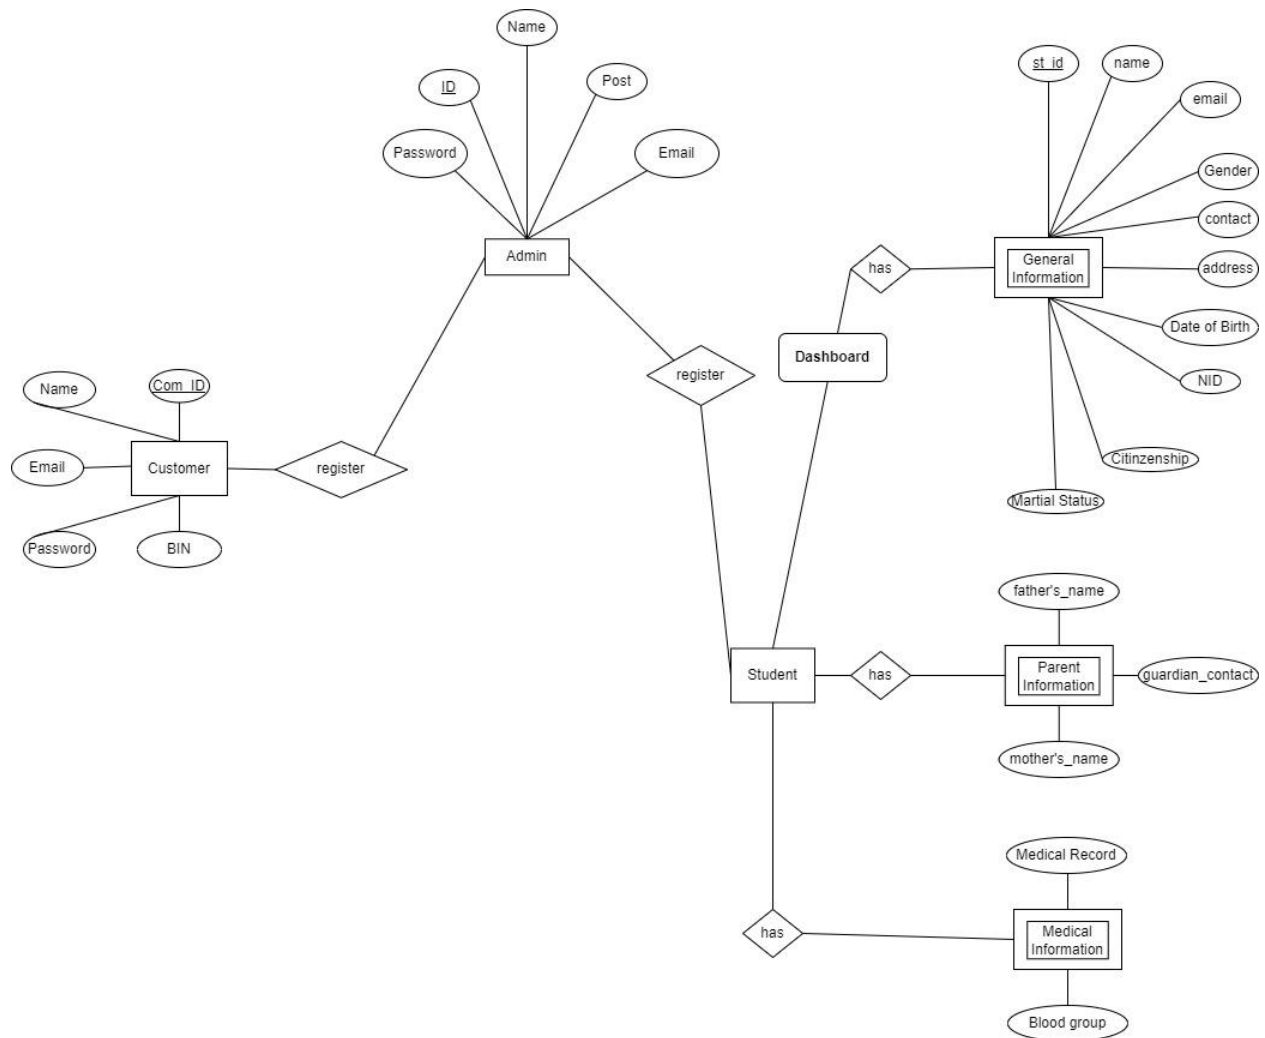 Name
ID
Post
Password
Email
Admin
st_id
name
email
Gender
contact
address
Date of Birth
NID
Citinzenship
Martial Status
General
Information
has
Dashboard
register
Name
Com_ID
Email
Customer
register
Password
BIN
father's_name
Student
has
Parent
Information
guardian_contact
mother's_name
Medical Record
has
Medical
Information
Blood group